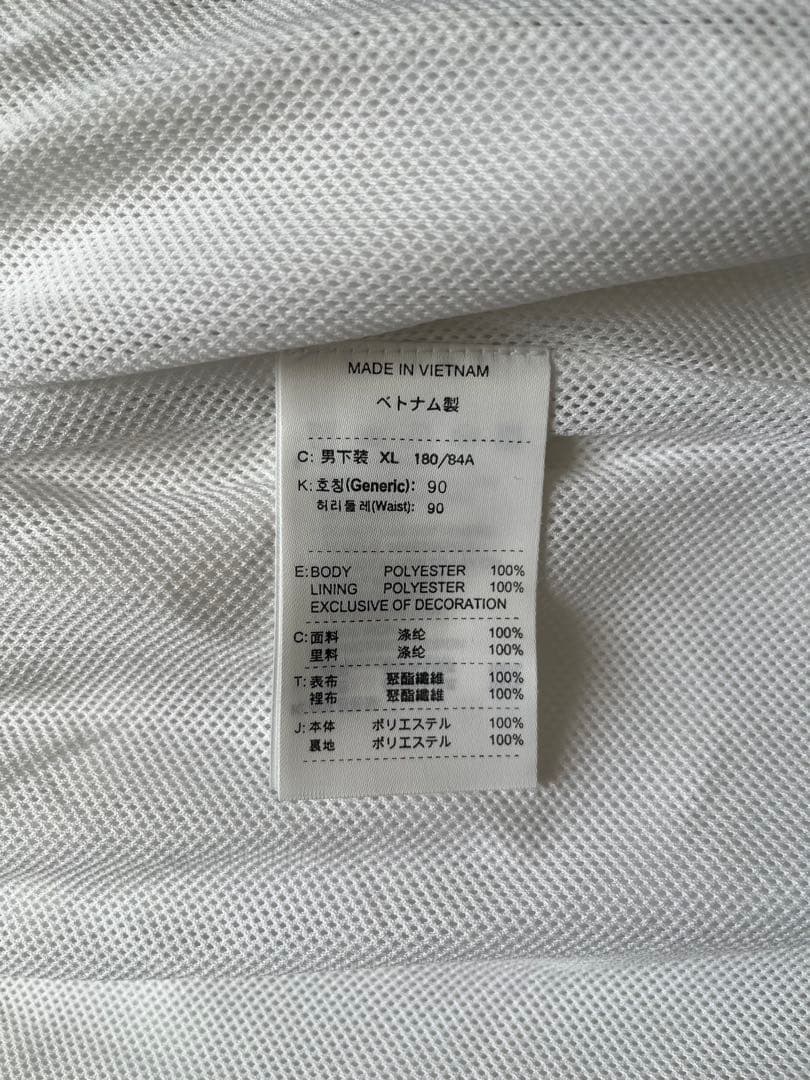 MADE IN VIETNAM
ベトナム製
C: 男下装 XL 180/84A
K: 호칭(Generic): 90
허리둘레(Waist): 90
E: BODY POLYESTER 100%
LINING POLYESTER 100%
EXCLUSIVE OF DECORATION
C: 面料 涤纶 100%
里料 涤纶 100%
T: 表布 聚酯纖維 100%
裡布 聚酯纖維 100%
J: 本体 ポリエステル 100%
裏地 ポリエステル 100%